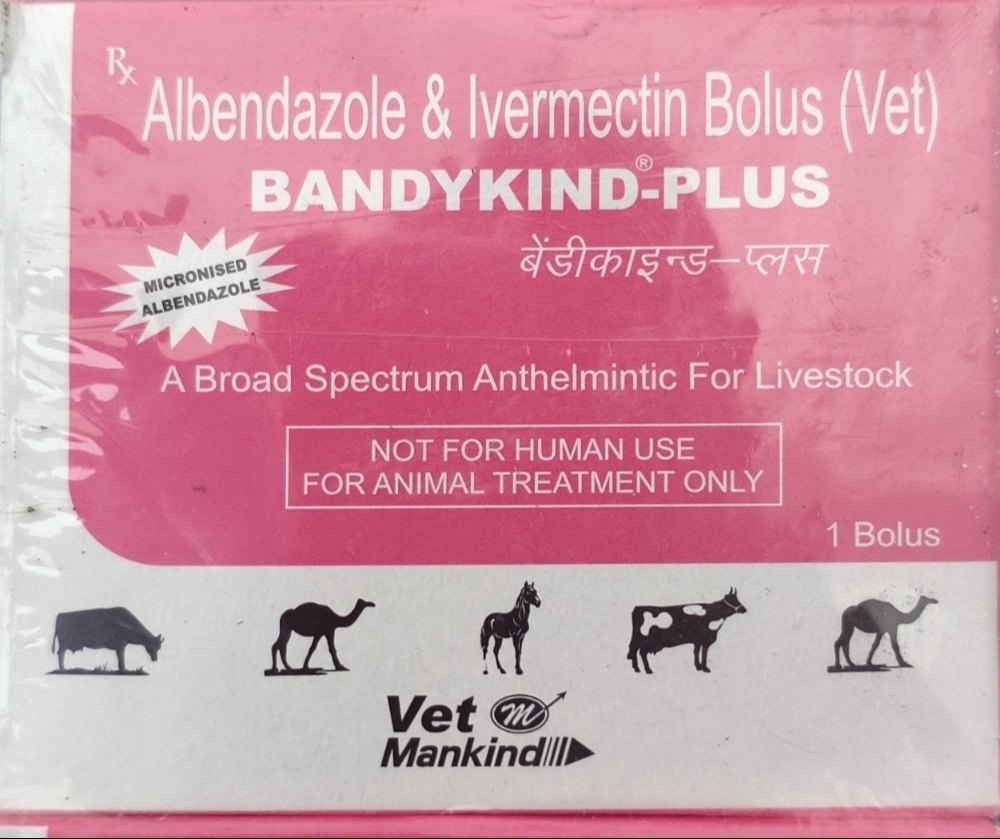 Rx
Albendazole & Ivermectin Bolus (Vet)
BANDYKIND®-PLUS
बेंडीकाइन्ड–प्लस
MICRONISED
ALBENDAZOLE
A Broad Spectrum Anthelmintic For Livestock
NOT FOR HUMAN USE
FOR ANIMAL TREATMENT ONLY
1 Bolus
Vet m
Mankind